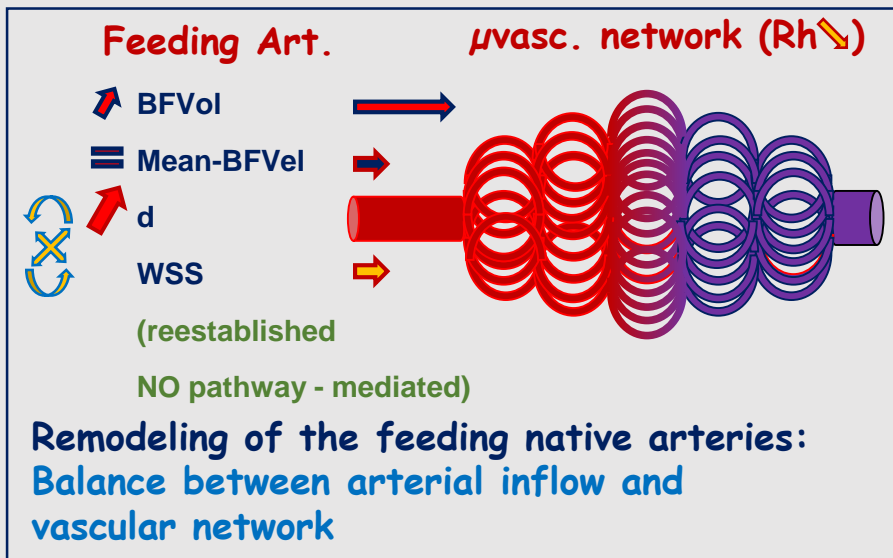 Feeding Art.
µvasc. network (Rh)
BFVol
Mean-BFVel
d
WSS
(reestablished
NO pathway - mediated)
Remodeling of the feeding native arteries:
Balance between arterial inflow and
vascular network